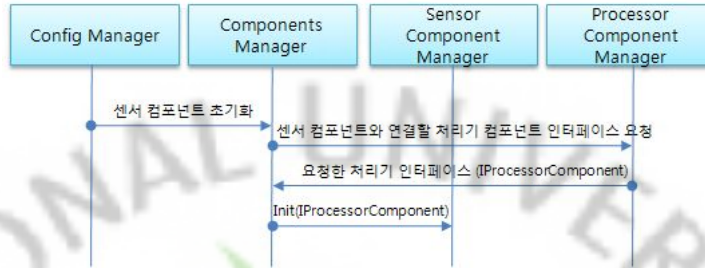 Config Manager
Components
Manager
Sensor
Component
Manager
Processor
Component
Manager
센서 컴포넌트 초기화
센서 컴포넌트와 연결할 처리기 컴포넌트 인터페이스 요청
요청한 처리기 인터페이스 (IProcessorComponent)
Init(IProcessorComponent)
ONAL UNIVER